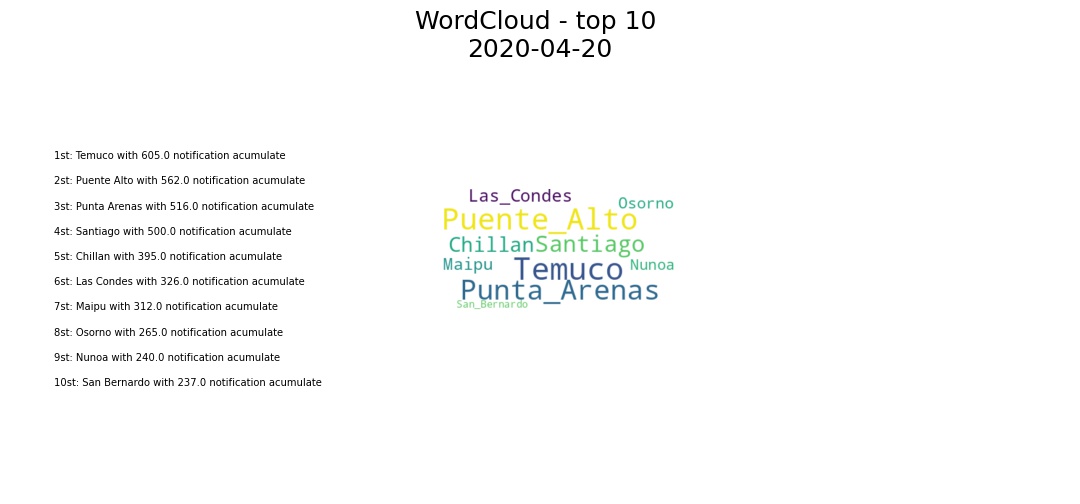 WordCloud - top 10
2020-04-20
1st: Temuco with 605.0 notification acumulate
2st: Puente Alto with 562.0 notification acumulate
3st: Punta Arenas with 516.0 notification acumulate
4st: Santiago with 500.0 notification acumulate
5st: Chillan with 395.0 notification acumulate
6st: Las Condes with 326.0 notification acumulate
7st: Maipu with 312.0 notification acumulate
8st: Osorno with 265.0 notification acumulate
9st: Nunoa with 240.0 notification acumulate
10st: San Bernardo with 237.0 notification acumulate
Las_Condes
Osorno
Puente_Alto
Chillan Santiago
Maipu Temuco Nunoa
Punta_Arenas
San_Bernardo